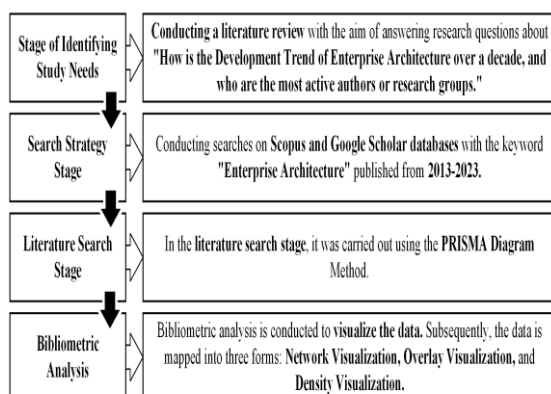 Stage of Identifying
Study Needs
Conducting a literature review with the aim of answering research questions about
"How is the Development Trend of Enterprise Architecture over a decade, and
who are the most active authors or research groups."
Search Strategy
Stage
Conducting searches on Scopus and Google Scholar databases with the keyword
"Enterprise Architecture" published from 2013-2023.
Literature Search
Stage
In the literature search stage, it was carried out using the PRISMA Diagram
Method.
Bibliometric
Analysis
Bibliometric analysis is conducted to visualize the data. Subsequently, the data is
mapped into three forms: Network Visualization, Overlay Visualization, and
Density Visualization.